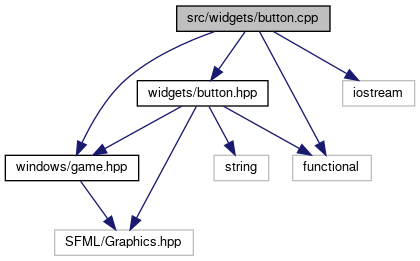 src/widgets/button.cpp
widgets/button.hpp
iostream
windows/game.hpp
string
functional
SFML/Graphics.hpp